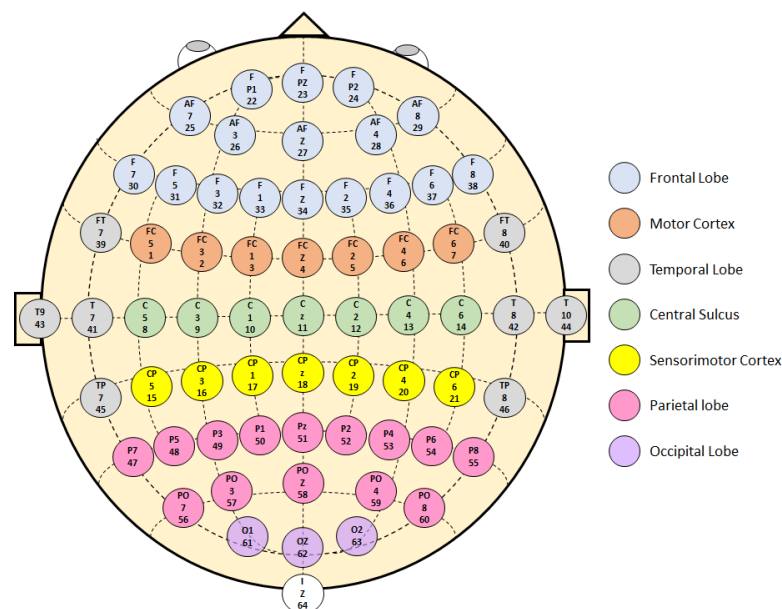 F
PZ
23
F
P1
22
F
P2
24
AF
7
25
AF
8
29
AF
3
26
AF
Z
27
AF
4
28
F
7
30
F
5
31
F
3
32
F
1
33
F
Z
34
F
2
35
F
4
36
F
6
37
F
8
38
FT
7
39
FC
5
1
FC
3
2
FC
1
3
FC
Z
4
FC
2
5
FC
4
6
FC
6
7
FT
8
40
T9
43
T
7
41
C
5
8
C
3
9
C
1
10
C
z
11
C
2
12
C
4
13
C
6
14
T
8
42
T
10
44
TP
7
45
CP
5
15
CP
3
16
CP
1
17
CP
z
18
CP
2
19
CP
4
20
CP
6
21
TP
8
46
P7
47
P5
48
P3
49
P1
50
Pz
51
P2
52
P4
53
P6
54
P8
55
PO
7
56
PO
3
57
PO
Z
58
PO
4
59
PO
8
60
O1
61
OZ
62
O2
63
I
Z
64
Frontal Lobe
Motor Cortex
Temporal Lobe
Central Sulcus
Sensorimotor Cortex
Parietal lobe
Occipital Lobe